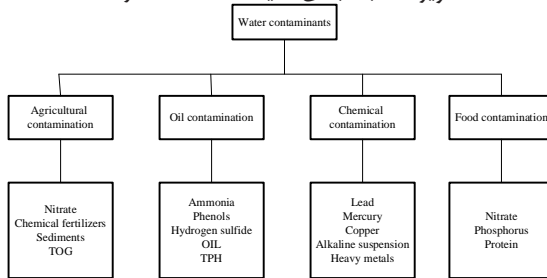 Water contaminants
Agricultural
contamination
Oil contamination
Chemical
contamination
Food contamination
Nitrate
Chemical fertilizers
Sediments
TOG
Ammonia
Phenols
Hydrogen sulfide
OIL
TPH
Lead
Mercury
Copper
Alkaline suspension
Heavy metals
Nitrate
Phosphorus
Protein